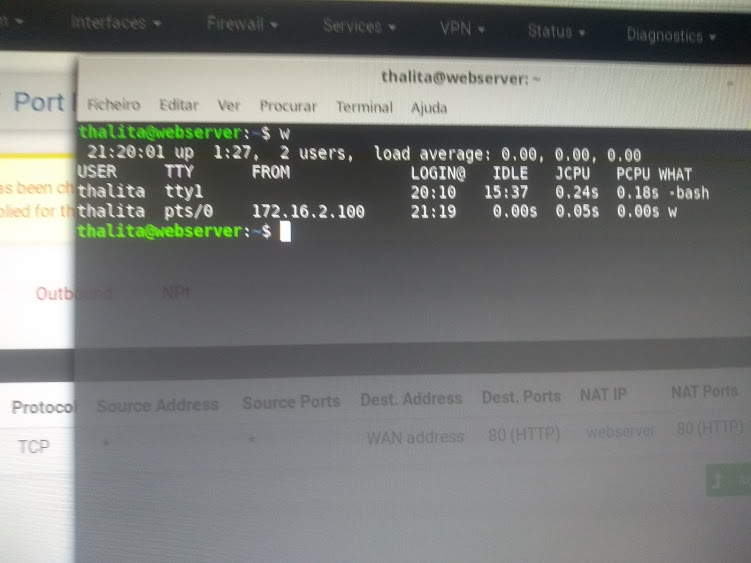 Interfaces Firewall Services VPN Status Diagnostics
thalita@webserver: ~
Port
Ficheiro Editar Ver Procurar Terminal Ajuda
thalita@webserver:~$ w
21:20:01 up 1:27, 2 users, load average: 0.00, 0.00, 0.00
USER TTY FROM LOGIN@ IDLE JCPU PCPU WHAT
as been ch
thalita tty1 20:10 15:37 0.24s 0.18s -bash
plied for th
thalita pts/0 172.16.2.100 21:19 0.00s 0.05s 0.00s w
thalita@webserver:~$
Outbound NPt
Protocol Source Address Source Ports Dest. Address Dest. Ports NAT IP NAT Ports
TCP * * WAN address 80 (HTTP) webserver 80 (HTTP)